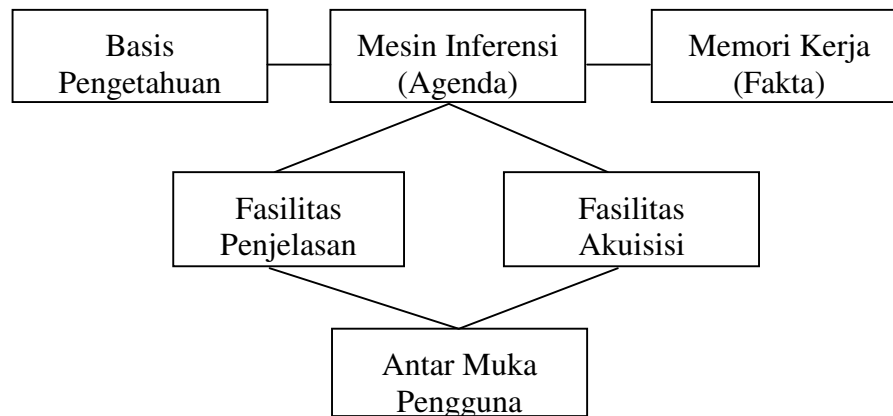 Basis
Pengetahuan
Mesin Inferensi
(Agenda)
Memori Kerja
(Fakta)
Fasilitas
Penjelasan
Fasilitas
Akuisisi
Antar Muka
Pengguna